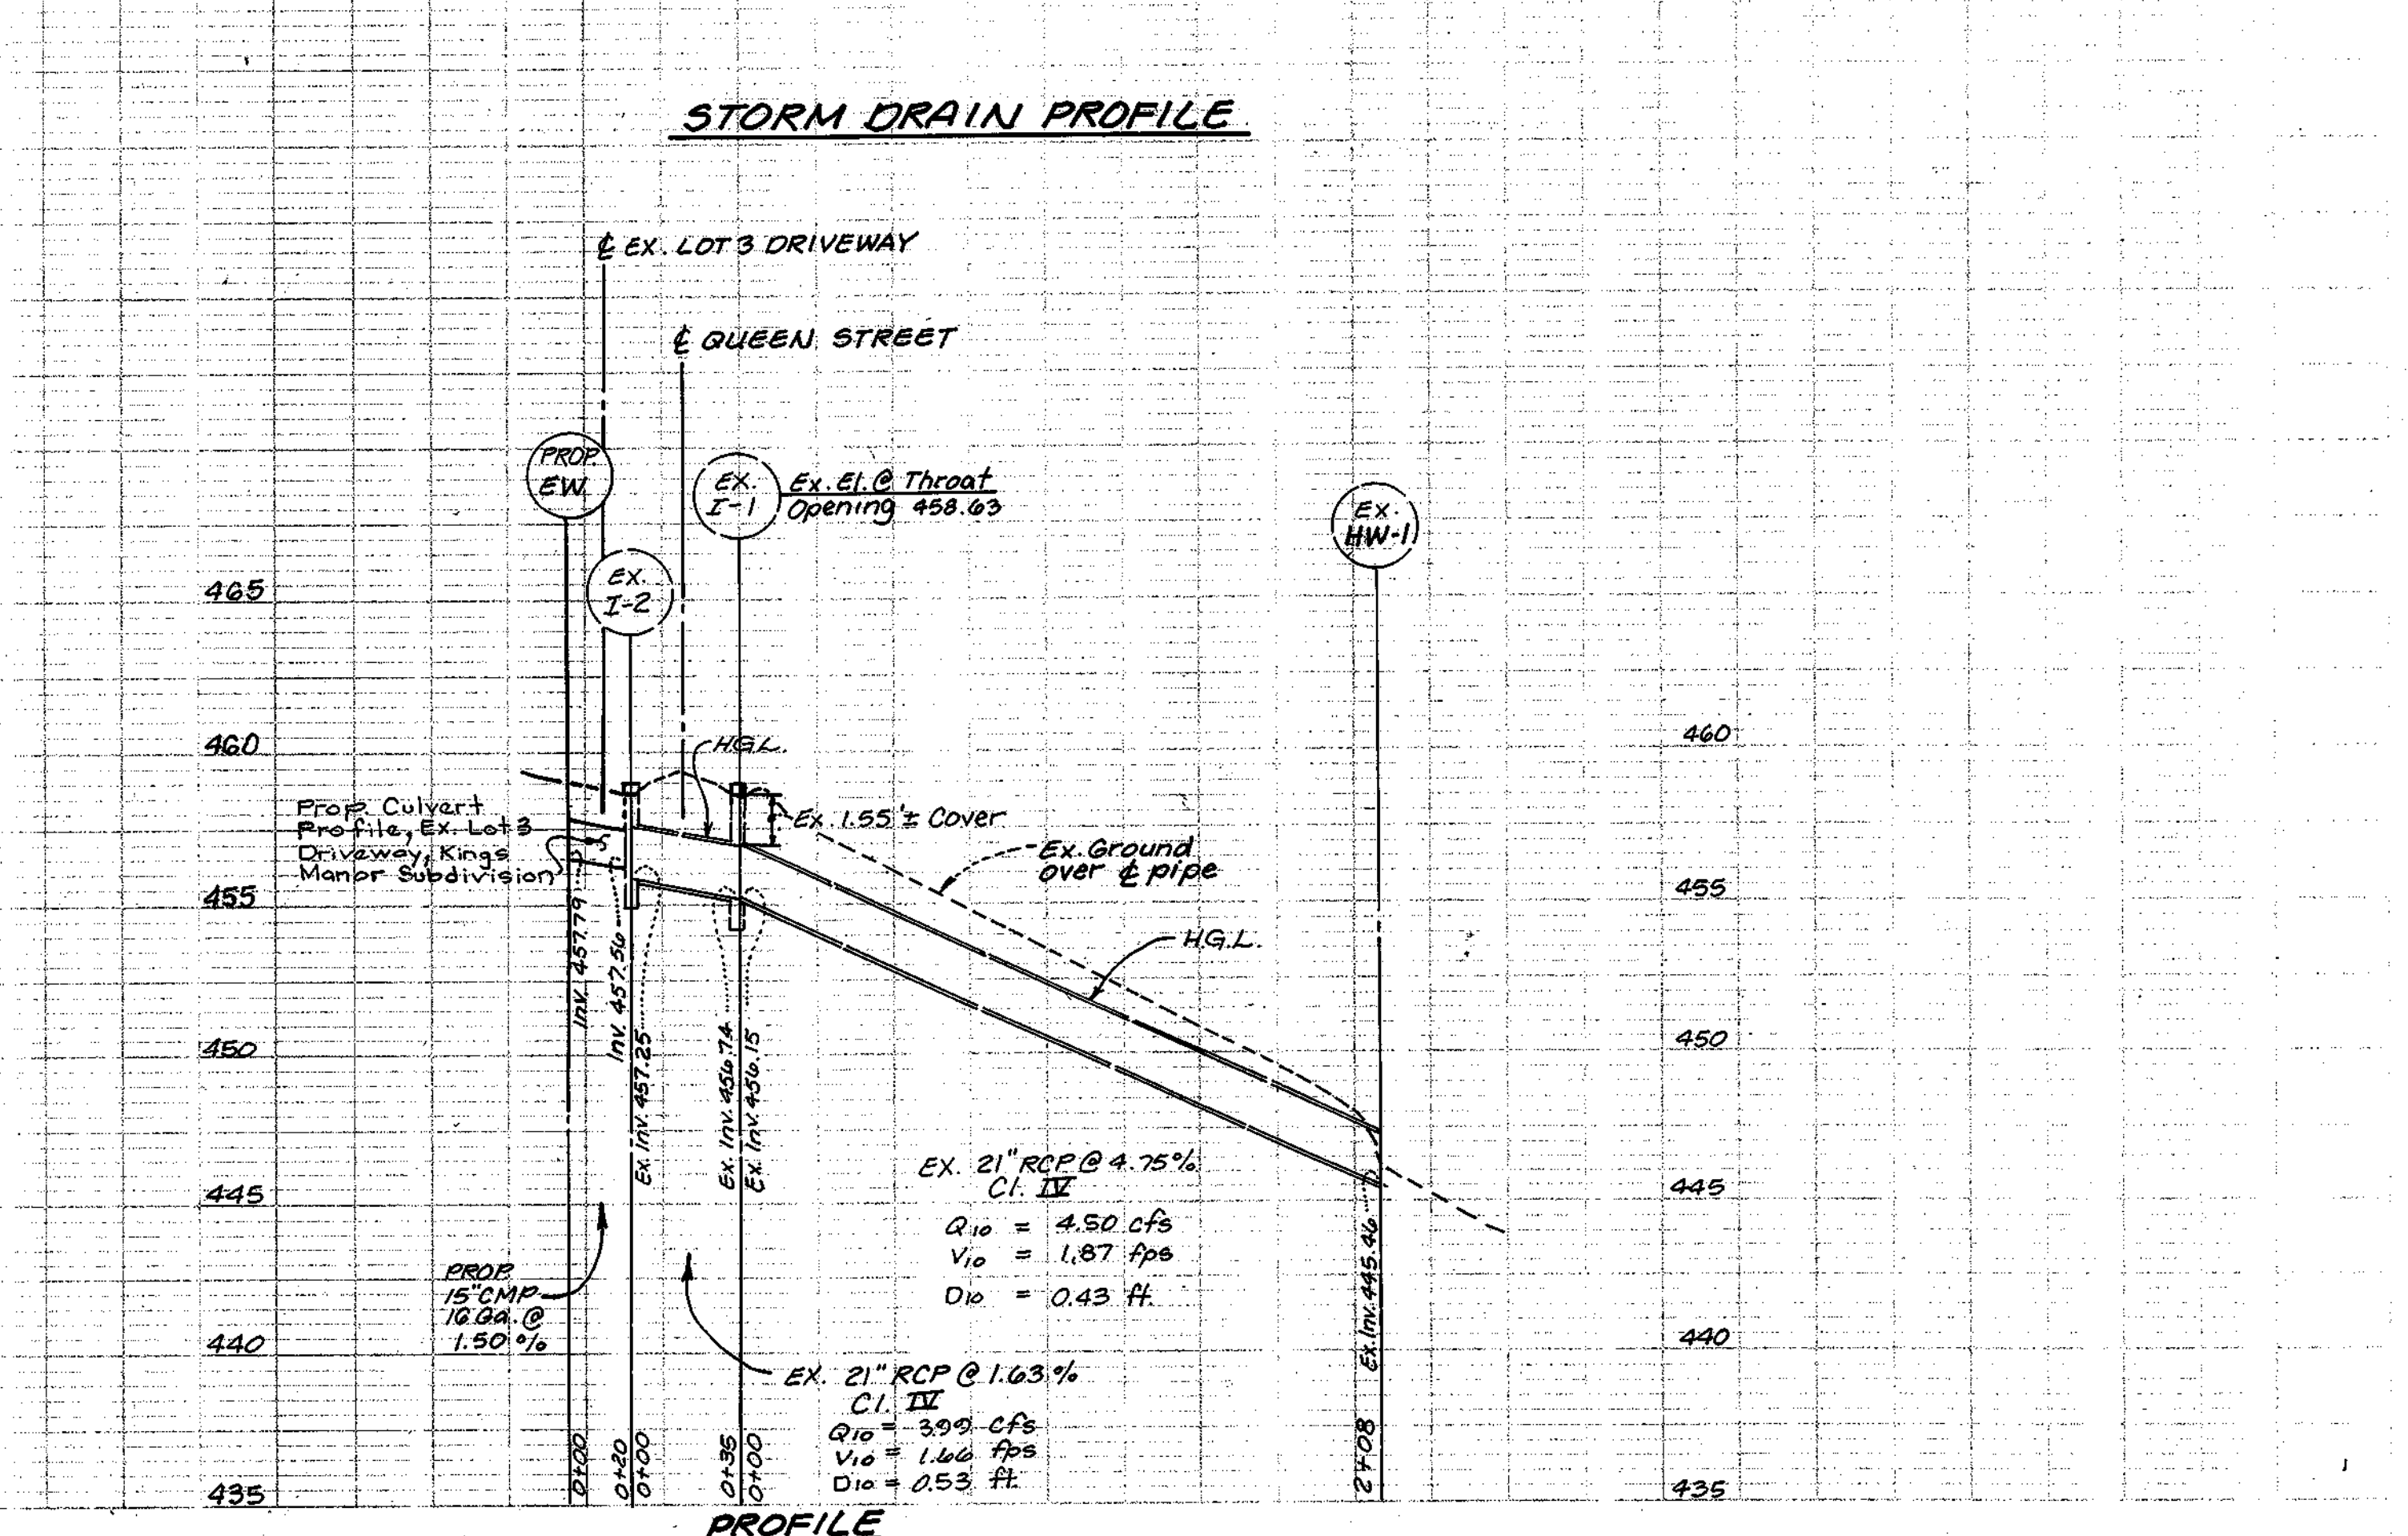 STORM DRAIN PROFILE
℄ EX. LOT 3 DRIVEWAY
℄ QUEEN STREET
PROP.
EW.
EX.
I-1
Ex. El. @ Throat
Opening 458.63
EX.
HW-1
EX.
I-2
465
460
HGL.
460
Prop. Culvert
Profile, Ex. Lot 3
Driveway, Kings
Manor Subdivision
Ex. 1.55'± Cover
Ex. Ground
over ℄ pipe
455
455
H.G.L.
Inv. 457.79
Inv. 457.56
Ex. Inv. 457.25
Ex. Inv. 456.74
Ex. Inv. 456.15
450
450
EX. 21" RCP @ 4.75%
Cl. IV
445
445
Q10 = 4.50 cfs
V10 = 1.87 fps
D10 = 0.43 ft.
Ex. Inv. 445.46
PROP.
15" CMP
16 Ga. @
1.50 %
440
440
EX. 21" RCP @ 1.63 %
Cl. IV
Q10 = 3.99 cfs
V10 = 1.66 fps
D10 = 0.53 ft.
0+00
0+20
0+00
0+35
0+00
2+08
435
435
PROFILE